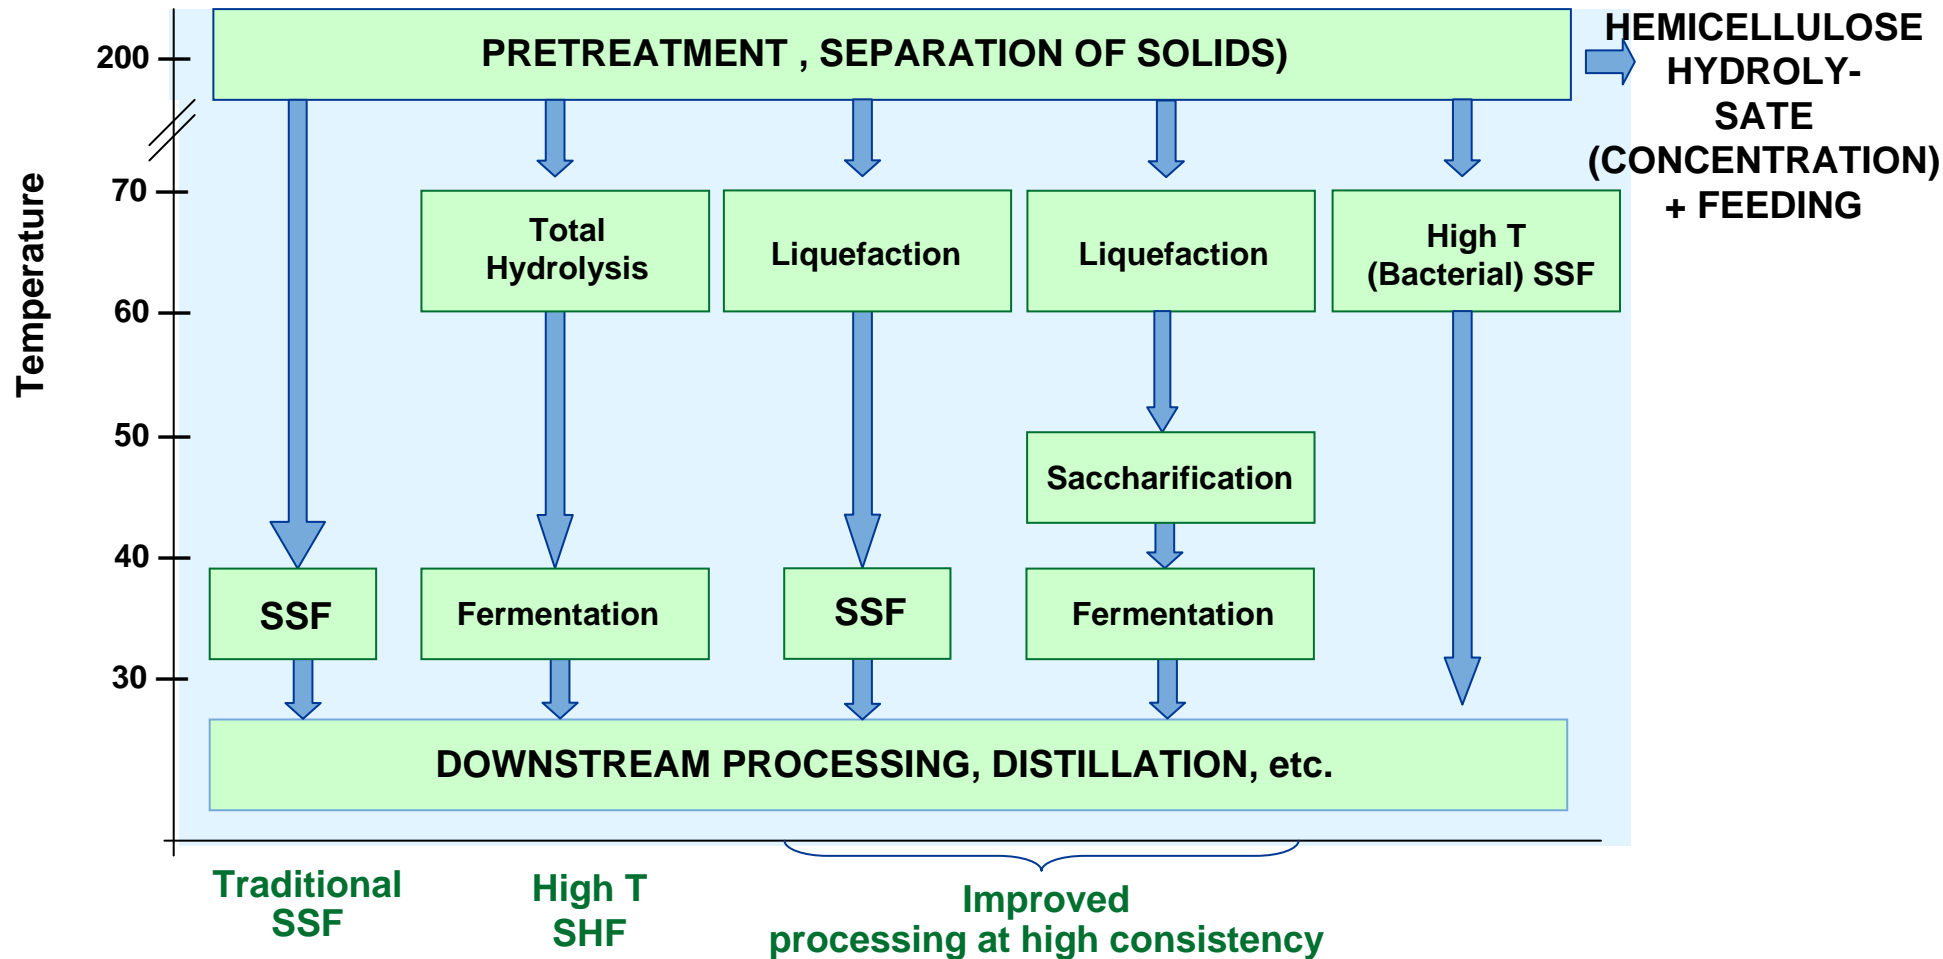 PRETREATMENT , SEPARATION OF SOLIDS)
HEMICELLULOSE
HYDROLY-
SATE
(CONCENTRATION)
+ FEEDING
Temperature
200
70
60
50
40
30
Total
Hydrolysis
Liquefaction
Liquefaction
High T
(Bacterial) SSF
Saccharification
SSF
Fermentation
SSF
Fermentation
DOWNSTREAM PROCESSING, DISTILLATION, etc.
Traditional
SSF
High T
SHF
Improved
processing at high consistency